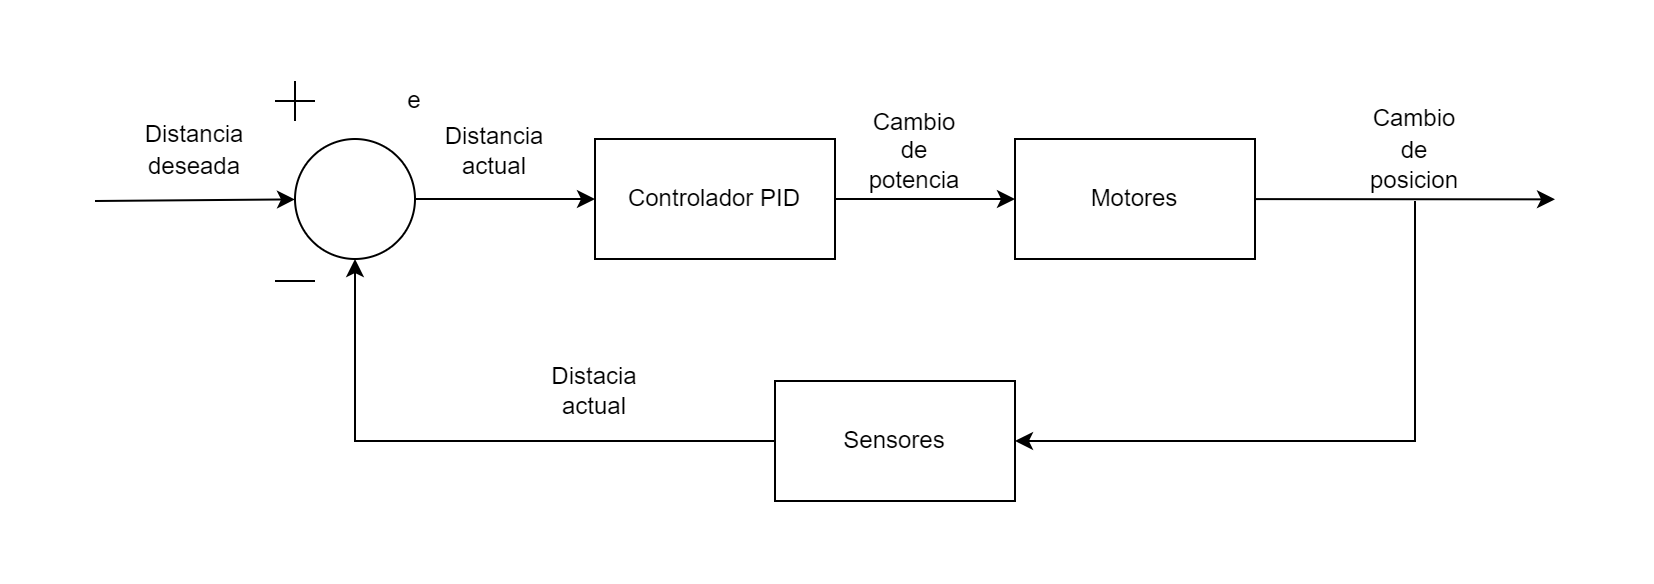 e
Distancia
deseada
Distancia
actual
Controlador PID
Cambio
de
potencia
Motores
Cambio
de
posicion
Distacia
actual
Sensores